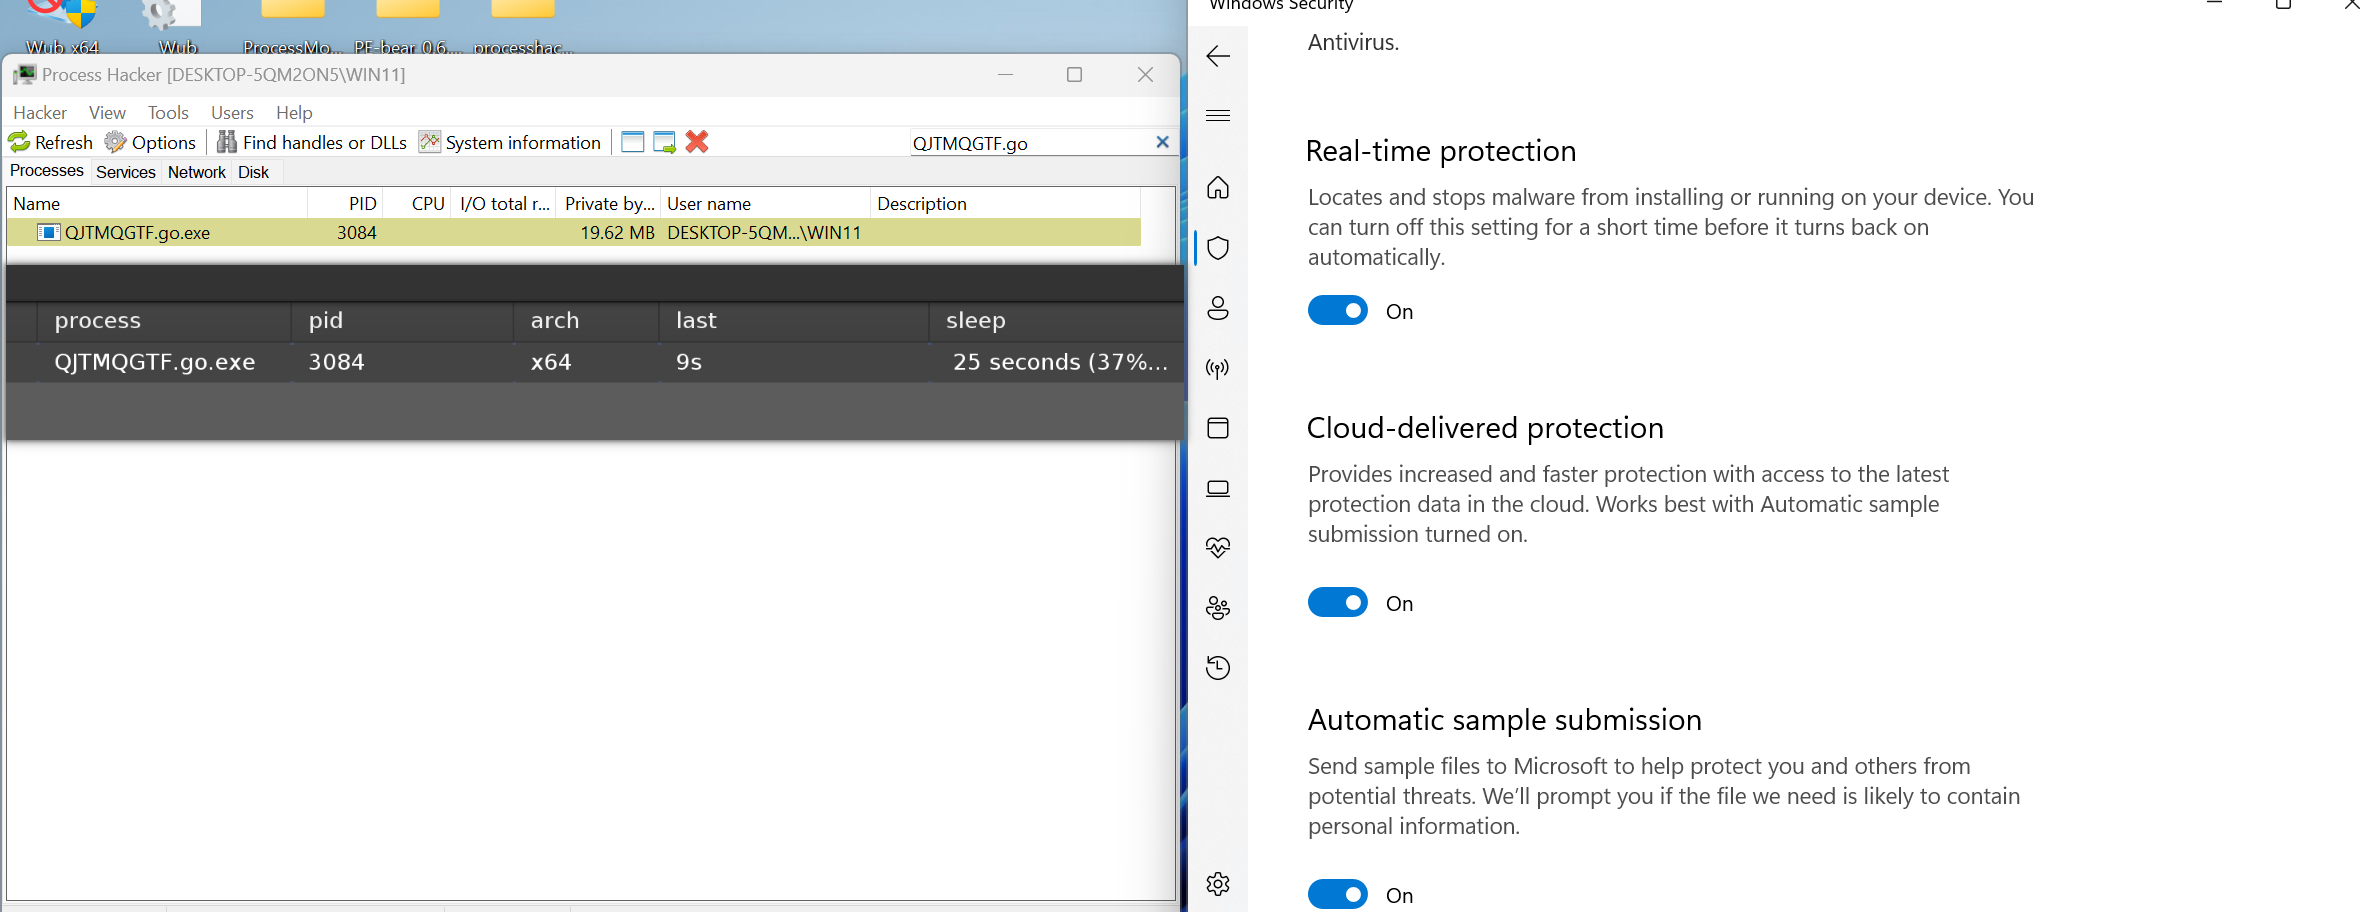 Wub_x64
Wub
ProcessMo...
PE-bear_0.6....
processhac...
Process Hacker [DESKTOP-5QM2ON5\WIN11]
Hacker View Tools Users Help
Refresh Options Find handles or DLLs System information QJTMQGTF.go
Processes Services Network Disk
Name PID CPU I/O total r... Private by... User name Description
QJTMQGTF.go.exe 3084 19.62 MB DESKTOP-5QM...\WIN11
process pid arch last sleep
QJTMQGTF.go.exe 3084 x64 9s 25 seconds (37%...
Windows Security
Antivirus.
Real-time protection
Locates and stops malware from installing or running on your device. You
can turn off this setting for a short time before it turns back on
automatically.
On
Cloud-delivered protection
Provides increased and faster protection with access to the latest
protection data in the cloud. Works best with Automatic sample
submission turned on.
On
Automatic sample submission
Send sample files to Microsoft to help protect you and others from
potential threats. We'll prompt you if the file we need is likely to contain
personal information.
On